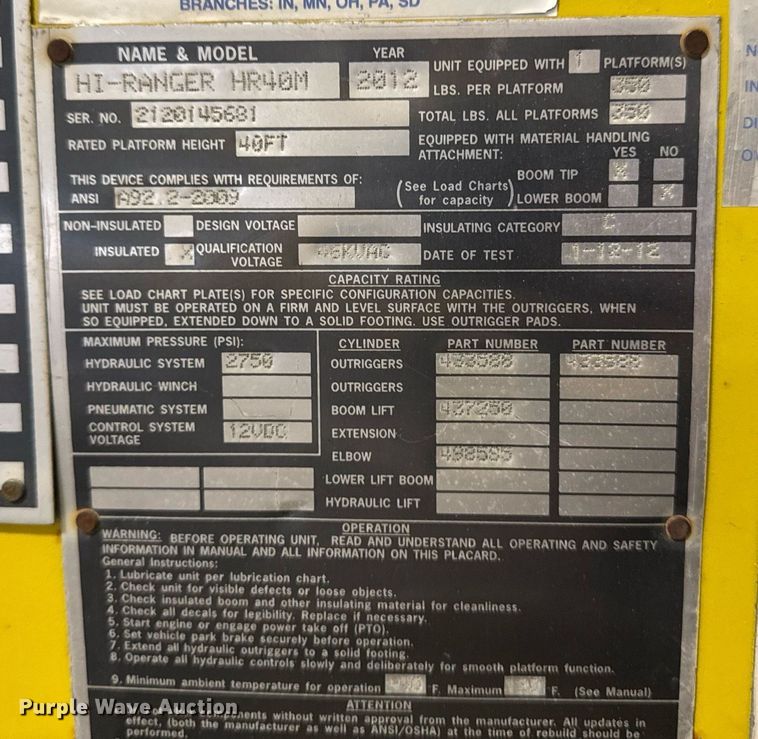 BRANCHES: IN, MN, OH, PA, SD
NAME & MODEL
HI-RANGER HR40M
YEAR
2012
UNIT EQUIPPED WITH 1 PLATFORM(S)
LBS. PER PLATFORM 350
SER. NO. 2120145681
TOTAL LBS. ALL PLATFORMS 350
RATED PLATFORM HEIGHT 40FT
EQUIPPED WITH MATERIAL HANDLING
ATTACHMENT: YES NO
THIS DEVICE COMPLIES WITH REQUIREMENTS OF:
ANSI A92.2-2009
(See Load Charts
for capacity)
BOOM TIP X
LOWER BOOM X
NON-INSULATED DESIGN VOLTAGE INSULATING CATEGORY C
INSULATED X QUALIFICATION
VOLTAGE 46KVAC DATE OF TEST 1-12-12
CAPACITY RATING
SEE LOAD CHART PLATE(S) FOR SPECIFIC CONFIGURATION CAPACITIES.
UNIT MUST BE OPERATED ON A FIRM AND LEVEL SURFACE WITH THE OUTRIGGERS, WHEN
SO EQUIPPED, EXTENDED DOWN TO A SOLID FOOTING. USE OUTRIGGER PADS.
MAXIMUM PRESSURE (PSI):
HYDRAULIC SYSTEM 2750
HYDRAULIC WINCH
PNEUMATIC SYSTEM
CONTROL SYSTEM
VOLTAGE 12VDC
CYLINDER PART NUMBER PART NUMBER
OUTRIGGERS
OUTRIGGERS
BOOM LIFT 407250
EXTENSION
ELBOW
LOWER LIFT BOOM
HYDRAULIC LIFT
OPERATION
WARNING: BEFORE OPERATING UNIT, READ AND UNDERSTAND ALL OPERATING AND SAFETY
INFORMATION IN MANUAL AND ALL INFORMATION ON THIS PLACARD.
General Instructions:
1. Lubricate unit per lubrication chart.
2. Check unit for visible defects or loose objects.
3. Check insulated boom and other insulating material for cleanliness.
4. Check all decals for legibility. Replace if necessary.
5. Start engine or engage power take off (PTO).
6. Set vehicle park brake securely before operation.
7. Extend all hydraulic outriggers to a solid footing.
8. Operate all hydraulic controls slowly and deliberately for smooth platform function.
9. Minimum ambient temperature for operation °F. Maximum °F. (See Manual)
ATTENTION
components without written approval from the manufacturer. All updates in
effect, (both the manufacturer as well as ANSI/OSHA) at the time of rebuild should be
performed.
Purple Wave Auction